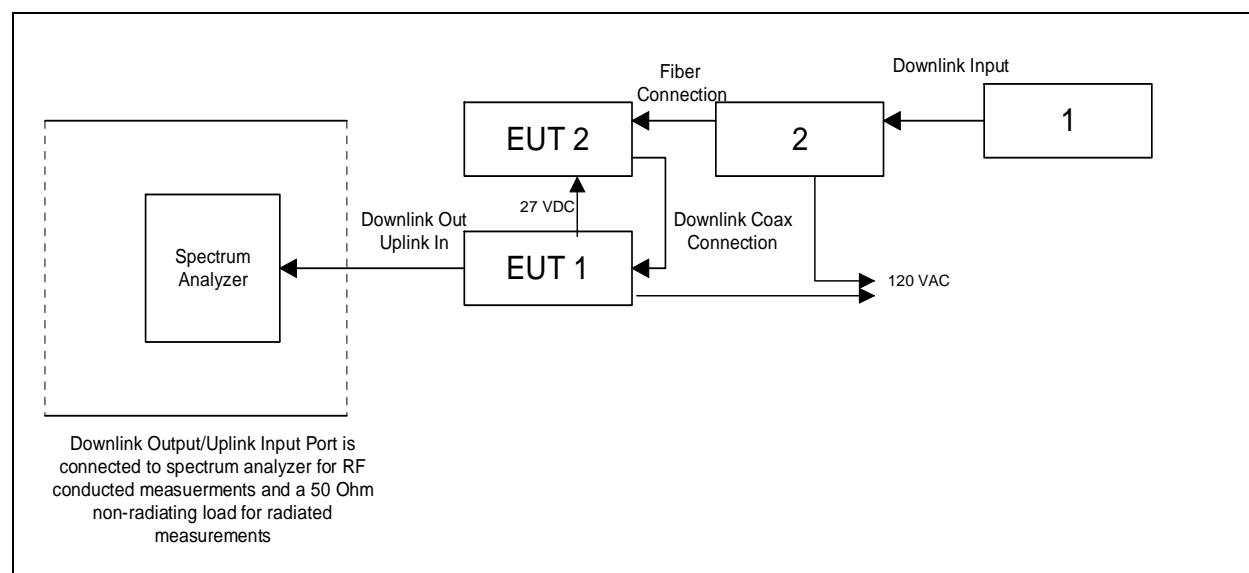 Downlink Input
Fiber
Connection
1
2
EUT 2
27 VDC
Downlink Out
Uplink In
Downlink Coax
Connection
Spectrum
Analyzer
EUT 1
120 VAC
Downlink Output/Uplink Input Port is
connected to spectrum analyzer for RF
conducted measuerments and a 50 Ohm
non-radiating load for radiated
measurements